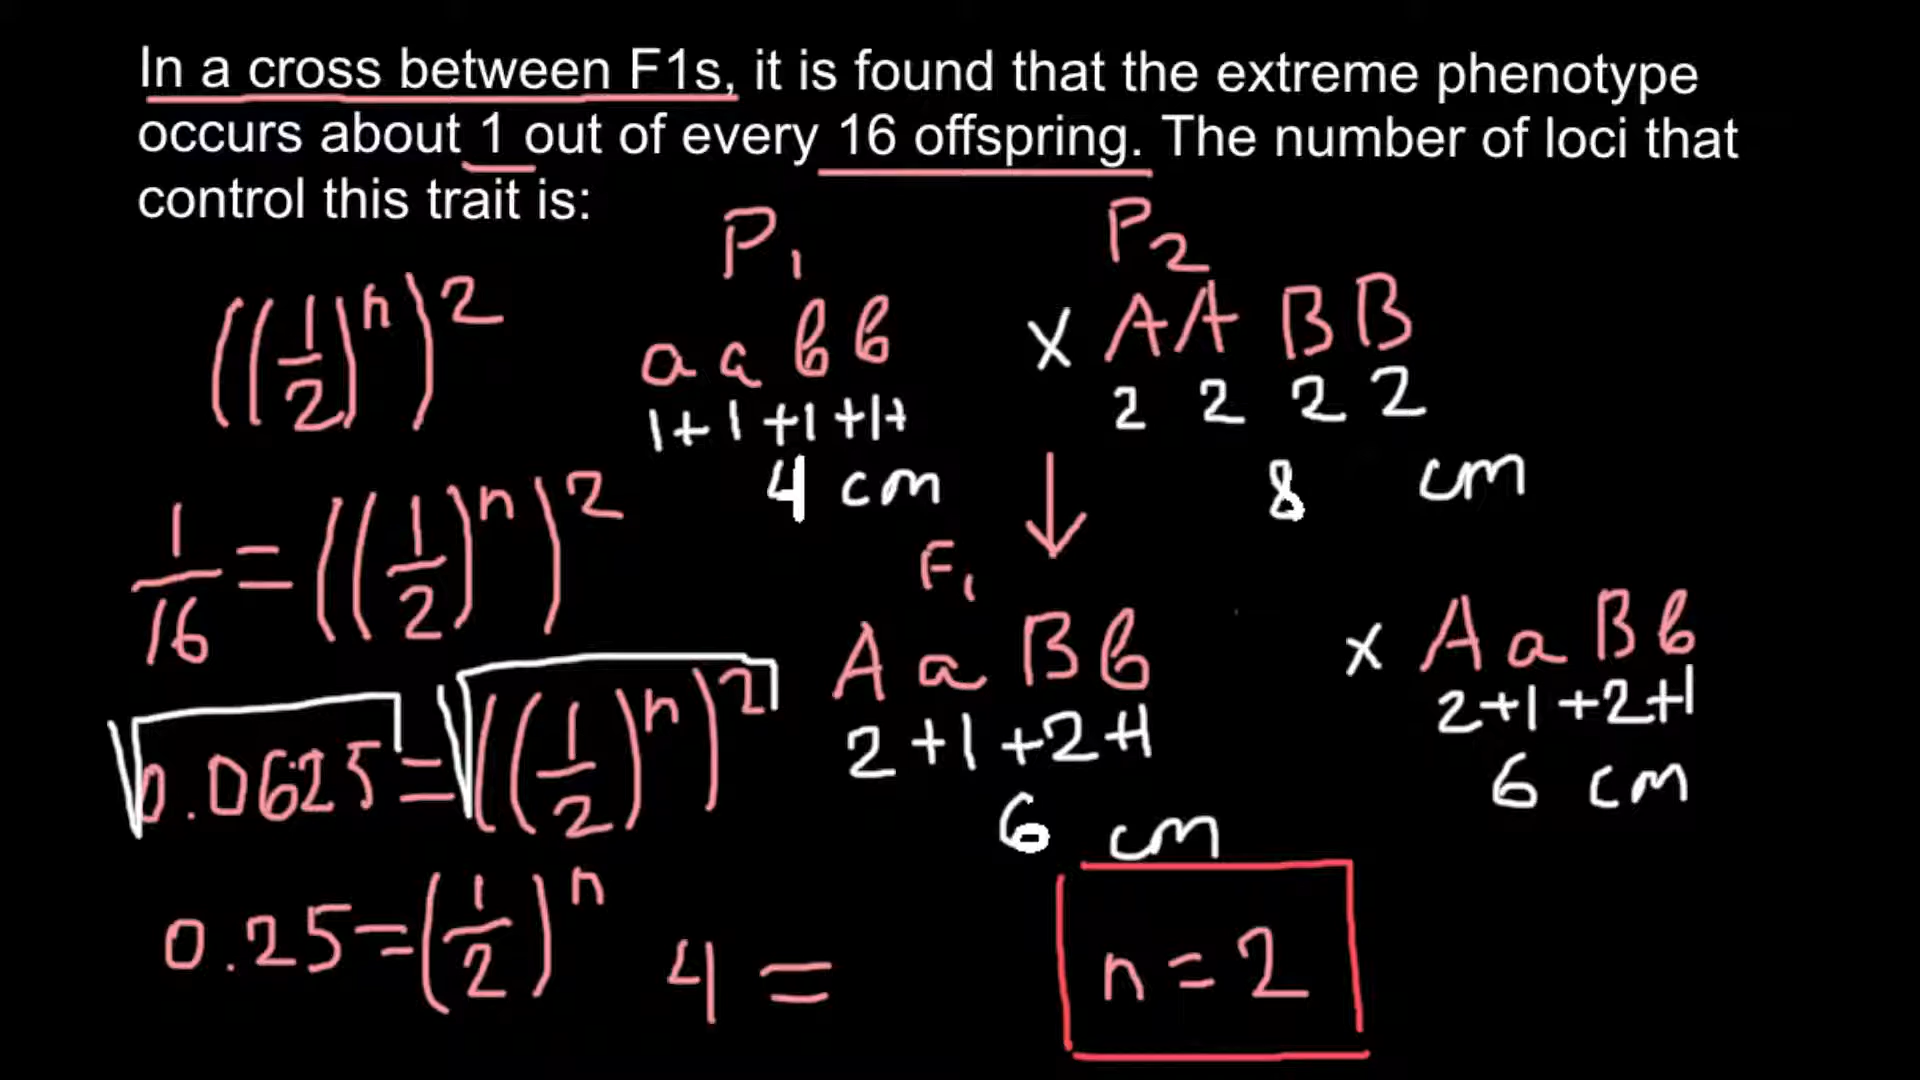 In a cross between F1s, it is found that the extreme phenotype
occurs about 1 out of every 16 offspring. The number of loci that
control this trait is:
P1 P2
((1/2)^n)^2
aaвв x AABB
1+1+1+1+ 2 2 2 2
4 cm 8 cm
1/16=((1/2)^n)^2
F1
AaBв x AaBв
√0.0625=√((1/2)^n)^2
2+1+2+1 2+1+2+1
6 cm 6 cm
0.25=(1/2)^n
4=
n=2